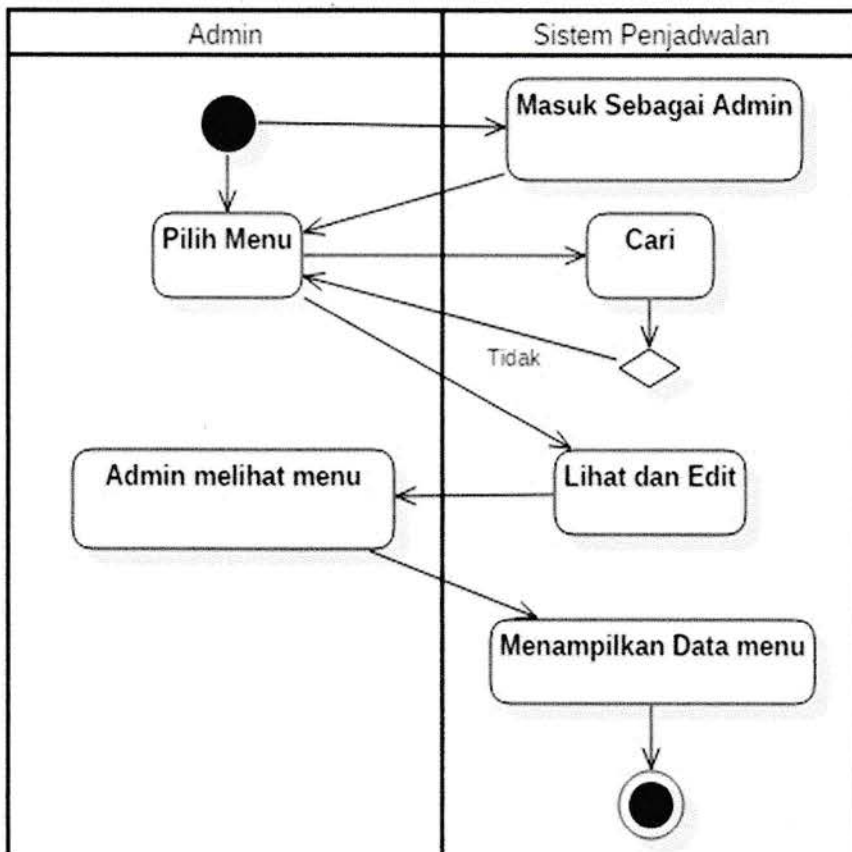 Admin
Sistem Penjadwalan
Masuk Sebagai Admin
Pilih Menu
Cari
Tidak
Admin melihat menu
Lihat dan Edit
Menampilkan Data menu